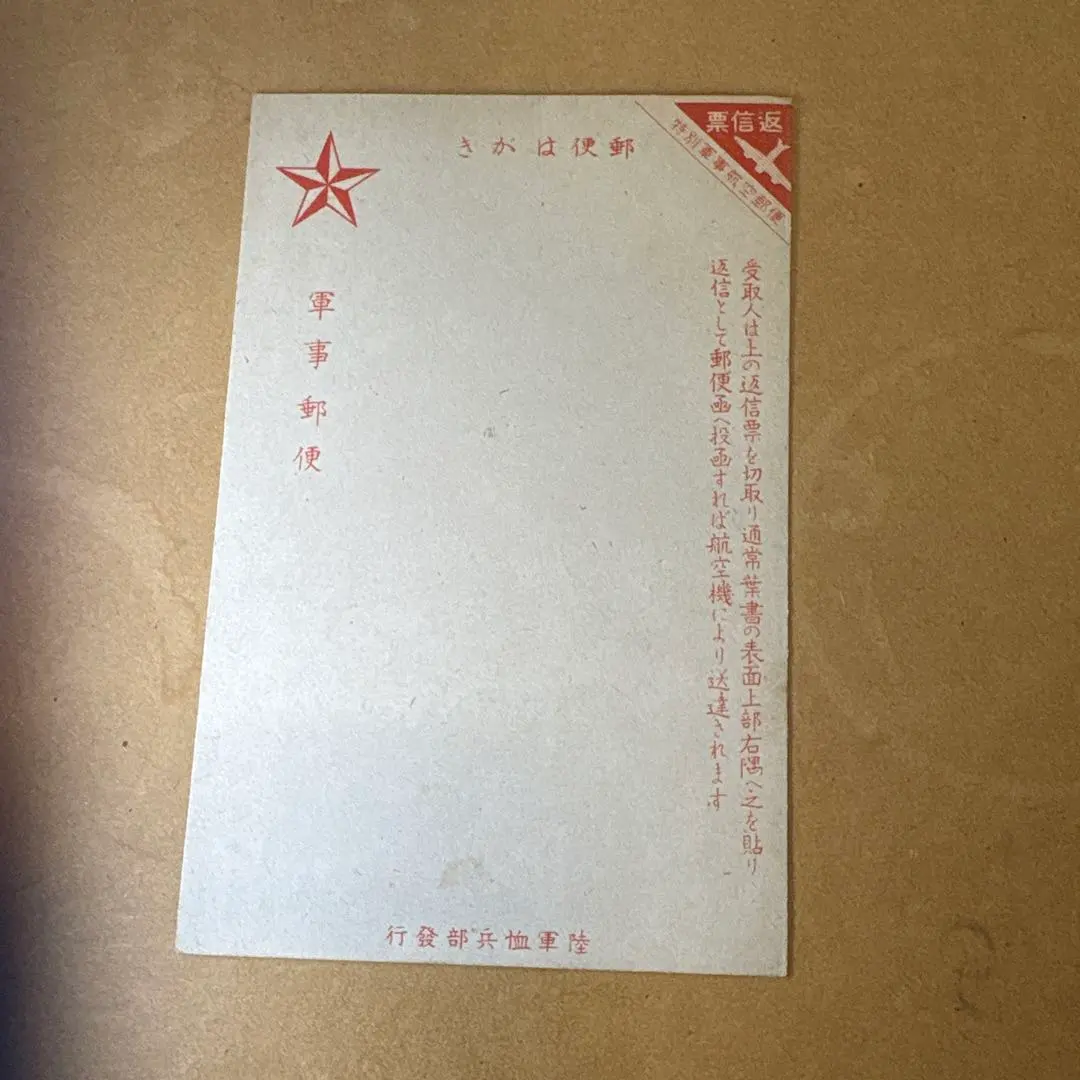 返信票
特別軍事航空郵便
郵便はがき
受取人は上の返信票を切取り通常葉書の表面上部右隅へ之を貼り
返信として郵便函へ投函すれば航空機により送達されます
軍事郵便
陸軍恤兵部發行